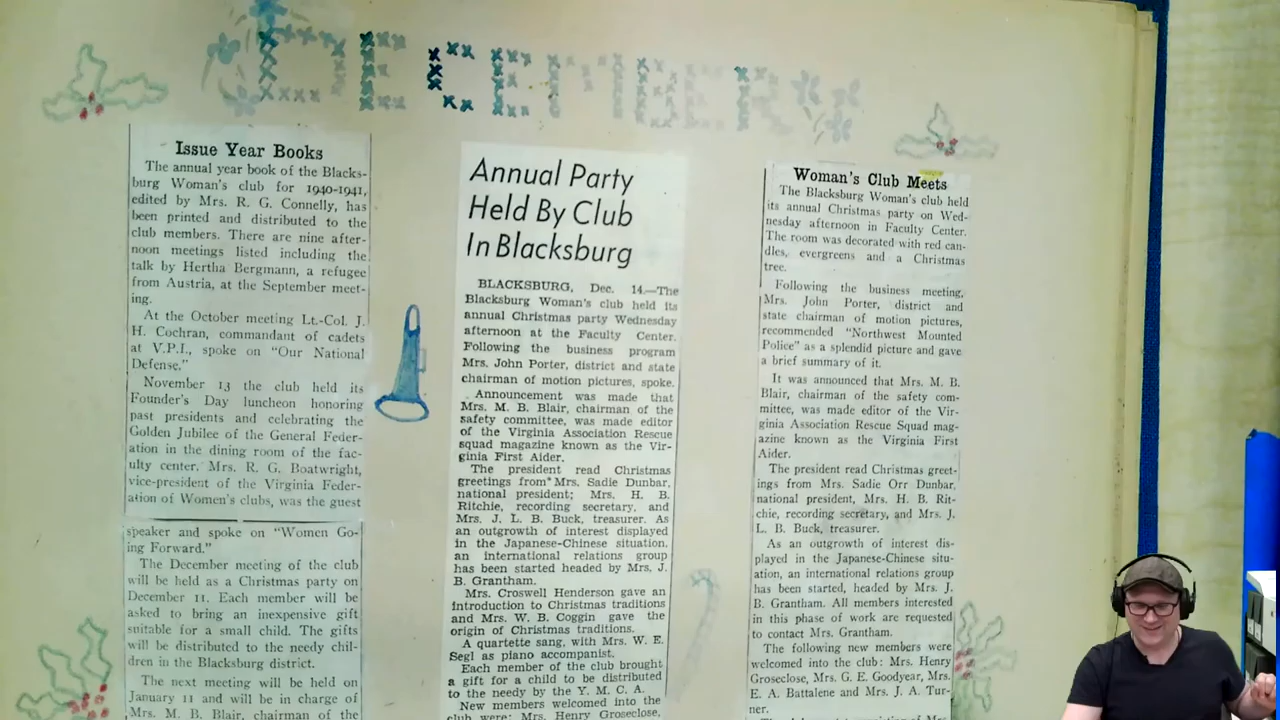 DECEMBER
Issue Year Books
The annual year book of the Blacks-
burg Woman's club for 1940-1941,
edited by Mrs. R. G. Connelly, has
been printed and distributed to the
club members. There are nine after-
noon meetings listed including the
talk by Hertha Bergmann, a refugee
from Austria, at the September meet-
ing.
At the October meeting Lt.-Col. J.
H. Cochran, commandant of cadets
at V.P.I., spoke on "Our National
Defense."
November 13 the club held its
Founder's Day luncheon honoring
past presidents and celebrating the
Golden Jubilee of the General Feder-
ation in the dining room of the fac-
ulty center. Mrs. R. G. Boatwright,
vice-president of the Virginia Feder-
ation of Women's clubs, was the guest
speaker and spoke on "Women Go-
ing Forward."
The December meeting of the club
will be held as a Christmas party on
December 11. Each member will be
asked to bring an inexpensive gift
suitable for a small child. The gifts
will be distributed to the needy chil-
dren in the Blacksburg district.
The next meeting will be held on
January 11 and will be in charge of
Mrs. M. B. Blair, chairman of the
Annual Party
Held By Club
In Blacksburg
BLACKSBURG, Dec. 14.—The
Blacksburg Woman's club held its
annual Christmas party Wednesday
afternoon at the Faculty Center.
Following the business program
Mrs. John Porter, district and state
chairman of motion pictures, spoke.
Announcement was made that
Mrs. M. B. Blair, chairman of the
safety committee, was made editor
of the Virginia Association Rescue
squad magazine known as the Vir-
ginia First Aider.
The president read Christmas
greetings from Mrs. Sadie Dunbar,
national president; Mrs. H. B.
Ritchie, recording secretary, and
Mrs. J. L. B. Buck, treasurer. As
an outgrowth of interest displayed
in the Japanese-Chinese situation,
an international relations group
has been started headed by Mrs. J.
B. Grantham.
Mrs. Croswell Henderson gave an
introduction to Christmas traditions
and Mrs. W. B. Coggin gave the
origin of Christmas traditions.
A quartette sang, with Mrs. W. E.
Segl as piano accompanist.
Each member of the club brought
a gift for a child to be distributed
to the needy by the Y. M. C. A.
New members welcomed into the
club were: Mrs. Henry Groseclose,
Woman's Club Meets
The Blacksburg Woman's club held
its annual Christmas party on Wed-
nesday afternoon in Faculty Center.
The room was decorated with red can-
dles, evergreens and a Christmas
tree.
Following the business meeting,
Mrs. John Porter, district and
state chairman of motion pictures,
recommended "Northwest Mounted
Police" as a splendid picture and gave
a brief summary of it.
It was announced that Mrs. M. B.
Blair, chairman of the safety com-
mittee, was made editor of the Vir-
ginia Association Rescue Squad mag-
azine known as the Virginia First
Aider.
The president read Christmas greet-
ings from Mrs. Sadie Orr Dunbar,
national president, Mrs. H. B. Rit-
chie, recording secretary, and Mrs. J.
L. B. Buck, treasurer.
As an outgrowth of interest dis-
played in the Japanese-Chinese situ-
ation, an international relations group
has been started, headed by Mrs. J.
B. Grantham. All members interested
in this phase of work are requested
to contact Mrs. Grantham.
The following new members were
welcomed into the club: Mrs. Henry
Groseclose, Mrs. G. E. Goodyear, Mrs.
E. A. Battalene and Mrs. J. A. Tur-
ner.